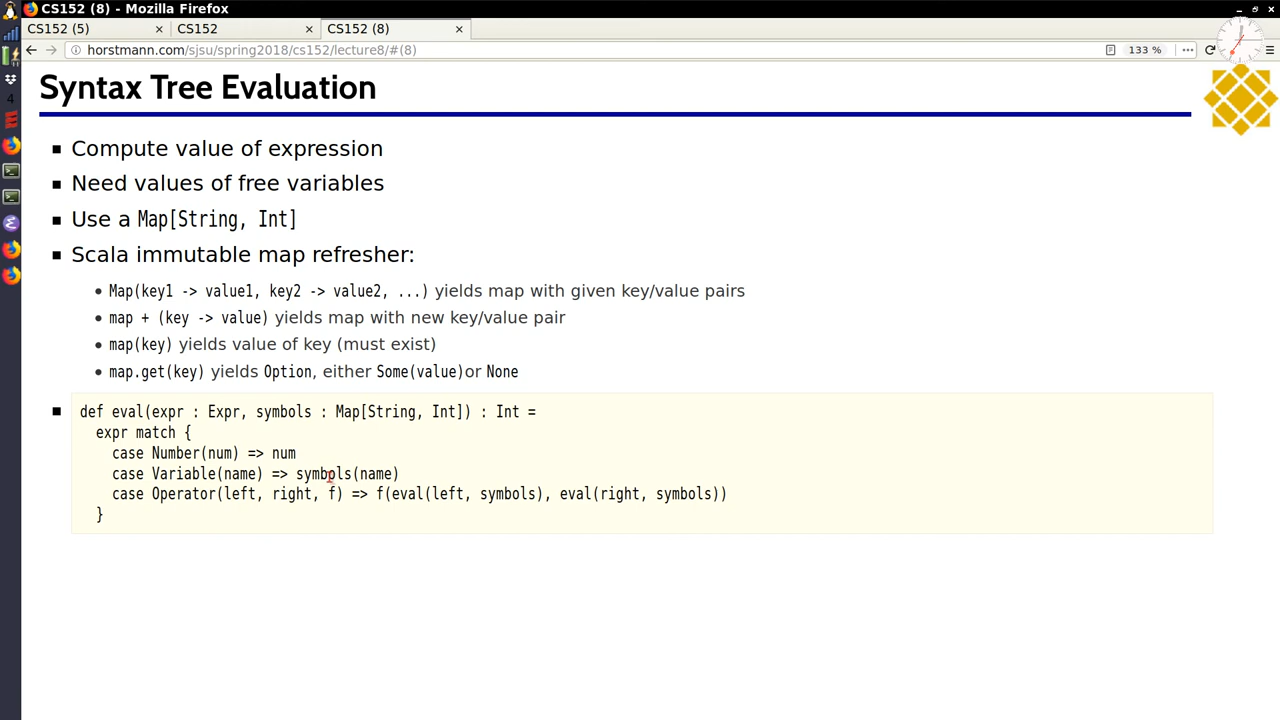 CS152 (8) - Mozilla Firefox
CS152 (5) × CS152 × CS152 (8) ×
horstmann.com/sjsu/spring2018/cs152/lecture8/#(8) 133 %
4
Syntax Tree Evaluation
Compute value of expression
Need values of free variables
Use a Map[String, Int]
Scala immutable map refresher:
Map(key1 -> value1, key2 -> value2, ...) yields map with given key/value pairs
map + (key -> value) yields map with new key/value pair
map(key) yields value of key (must exist)
map.get(key) yields Option, either Some(value)or None
def eval(expr : Expr, symbols : Map[String, Int]) : Int =
expr match {
case Number(num) => num
case Variable(name) => symbols(name)
case Operator(left, right, f) => f(eval(left, symbols), eval(right, symbols))
}